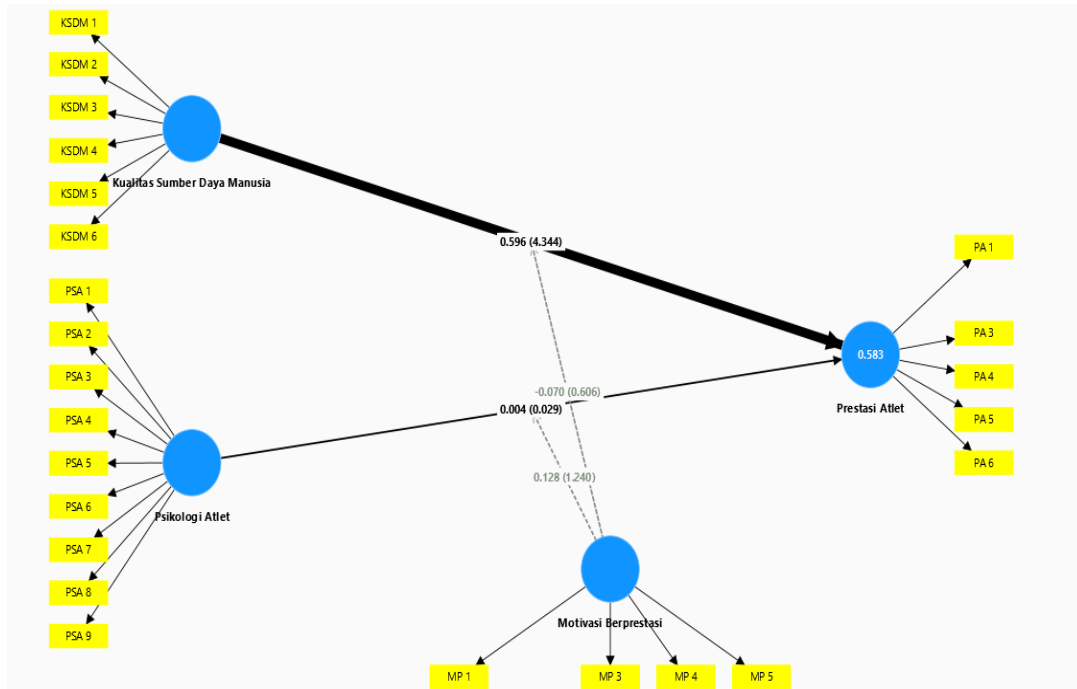 KSDM 1
KSDM 2
KSDM 3
KSDM 4
KSDM 5
KSDM 6
Kualitas Sumber Daya Manusia
PSA 1
PSA 2
PSA 3
PSA 4
PSA 5
PSA 6
PSA 7
PSA 8
PSA 9
Psikologi Atlet
0.596 (4.344)
-0.070 (0.606)
0.004 (0.029)
0.128 (1.240)
Motivasi Berprestasi
MP 1
MP 3
MP 4
MP 5
0.583
Prestasi Atlet
PA 1
PA 3
PA 4
PA 5
PA 6